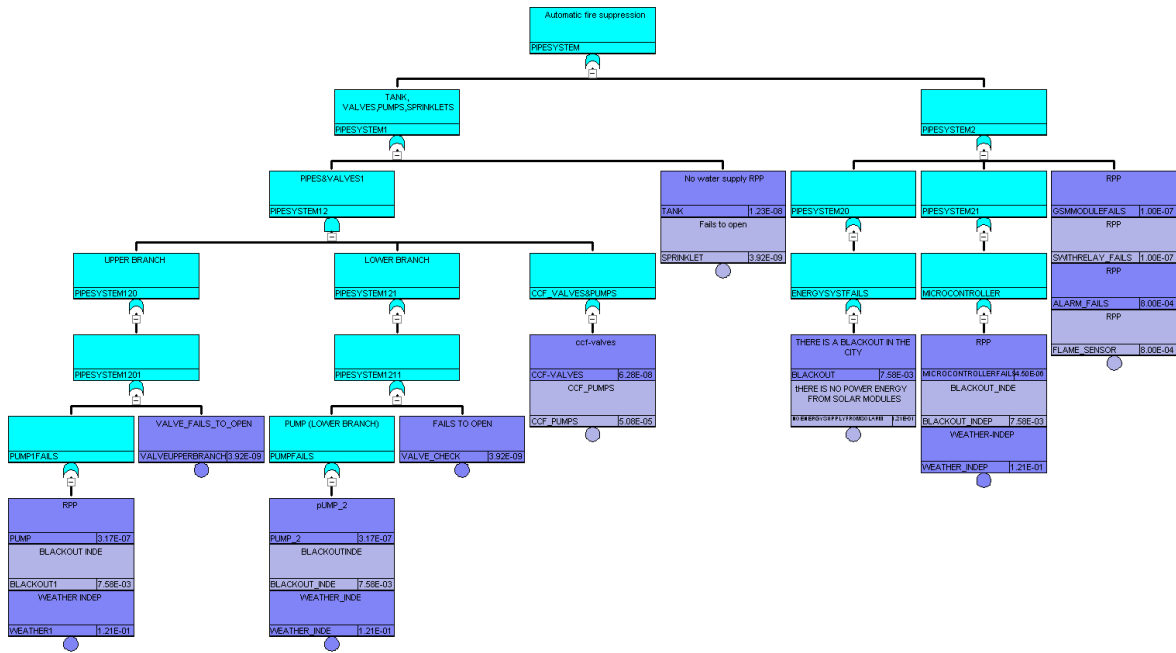 Automatic fire suppression
PIPESYSTEM
TANK,
VALVES,PUMPS,SPRINKLETS
PIPESYSTEM1
PIPESYSTEM2
PIPES&VALVES1
PIPESYSTEM12
No water supply RPP
TANK 1.23E-08
Fails to open
SPRINKLET 3.92E-09
PIPESYSTEM20
PIPESYSTEM21
RPP
GSMMODULEFAILS 1.00E-07
RPP
SWITHRELAY_FAILS 1.00E-07
RPP
ALARM_FAILS 8.00E-04
RPP
FLAME_SENSOR 8.00E-04
UPPER BRANCH
PIPESYSTEM120
LOWER BRANCH
PIPESYSTEM121
CCF_VALVES&PUMPS
ENERGYSYSTFAILS
MICROCONTROLLER
PIPESYSTEM1201
PIPESYSTEM1211
ccf-valves
CCF-VALVES 6.28E-08
CCF_PUMPS
CCF_PUMPS 5.08E-05
THERE IS A BLACKOUT IN THE
CITY
BLACKOUT 7.58E-03
tHERE IS NO POWER ENERGY
FROM SOLAR MODULES
1.21E-01
RPP
MICROCONTROLLERFAILS 4.50E-06
BLACKOUT_INDE
BLACKOUT_INDEP 7.58E-03
WEATHER-INDEP
WEATHER_INDEP 1.21E-01
PUMP1FAILS
VALVE_FAILS_TO_OPEN
VALVEUPPERBRANCH 3.92E-09
PUMP (LOWER BRANCH)
PUMPFAILS
FAILS TO OPEN
VALVE_CHECK 3.92E-09
RPP
PUMP 3.17E-07
BLACKOUT INDE
BLACKOUT1 7.58E-03
WEATHER INDEP
WEATHER1 1.21E-01
pUMP_2
PUMP_2 3.17E-07
BLACKOUTINDE
BLACKOUT_INDE 7.58E-03
WEATHER_INDE
WEATHER_INDE 1.21E-01